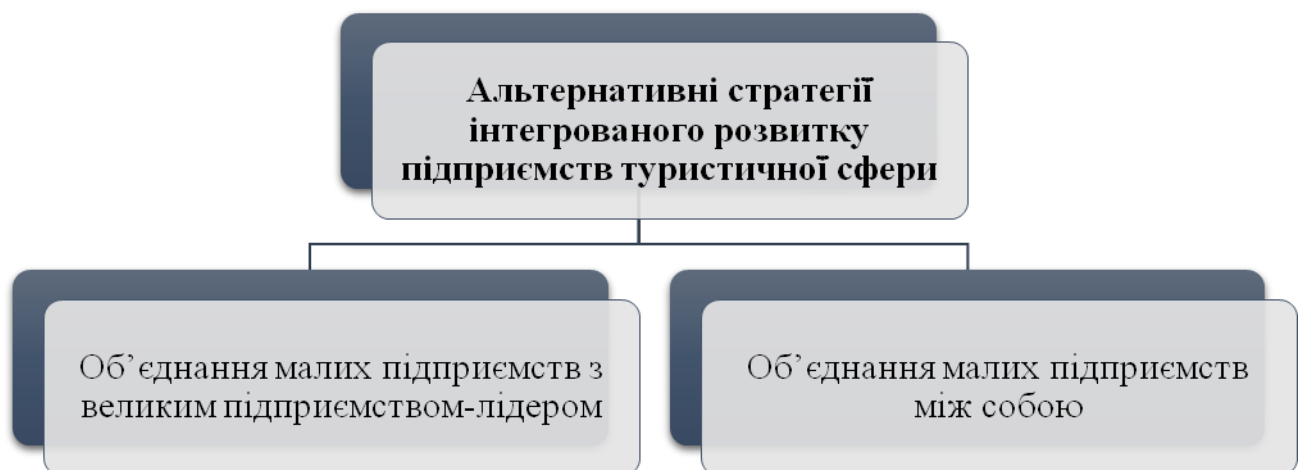 Альтернативні стратегії
інтегрованого розвитку
підприємств туристичної сфери
Об’єднання малих підприємств з
великим підприємством-лідером
Об’єднання малих підприємств
між собою